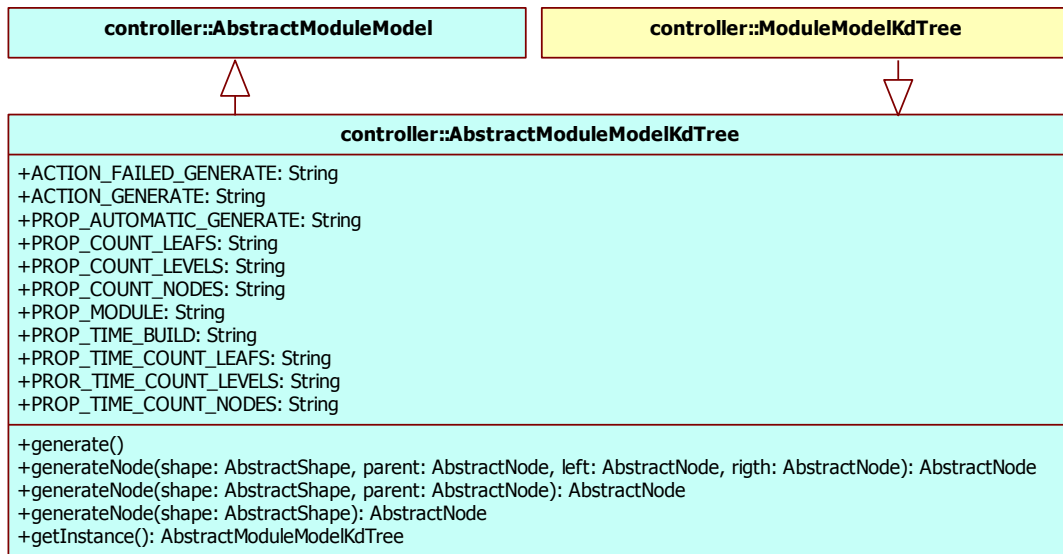 controller::AbstractModuleModel
controller::ModuleModelKdTree
controller::AbstractModuleModelKdTree
+ACTION_FAILED_GENERATE: String
+ACTION_GENERATE: String
+PROP_AUTOMATIC_GENERATE: String
+PROP_COUNT_LEAFS: String
+PROP_COUNT_LEVELS: String
+PROP_COUNT_NODES: String
+PROP_MODULE: String
+PROP_TIME_BUILD: String
+PROP_TIME_COUNT_LEAFS: String
+PROR_TIME_COUNT_LEVELS: String
+PROP_TIME_COUNT_NODES: String
+generate()
+generateNode(shape: AbstractShape, parent: AbstractNode, left: AbstractNode, rigth: AbstractNode): AbstractNode
+generateNode(shape: AbstractShape, parent: AbstractNode): AbstractNode
+generateNode(shape: AbstractShape): AbstractNode
+getInstance(): AbstractModuleModelKdTree